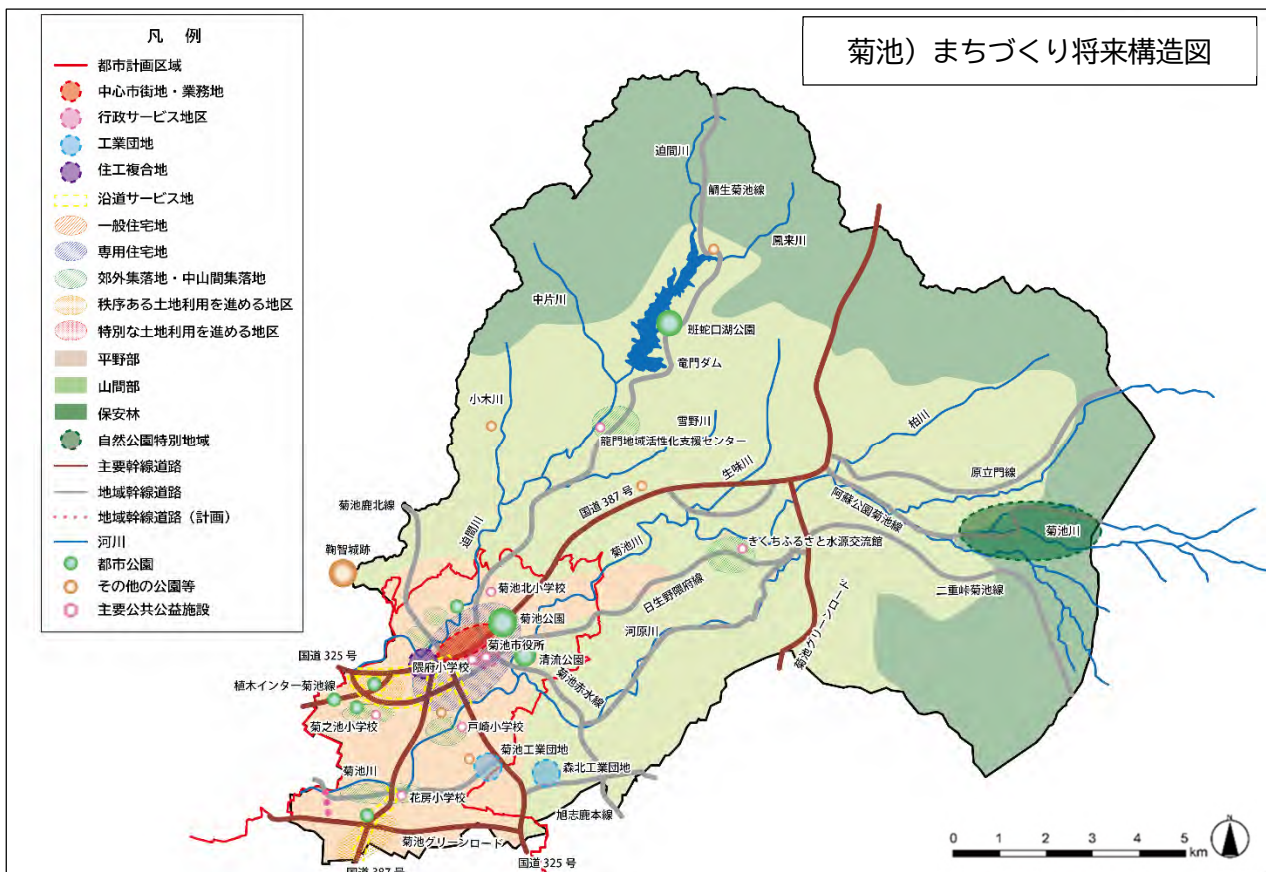 菊池)まちづくり将来構造図
凡 例
都市計画区域
中心市街地・業務地
行政サービス地区
工業団地
住工複合地
沿道サービス地
一般住宅地
専用住宅地
郊外集落地・中山間集落地
秩序ある土地利用を進める地区
特別な土地利用を進める地区
平野部
山間部
保安林
自然公園特別地域
主要幹線道路
地域幹線道路
地域幹線道路(計画)
河川
都市公園
その他の公園等
主要公共公益施設
迫間川
鯛生菊池線
鳳来川
中片川
班蛇口湖公園
竜門ダム
小木川
雪野川
龍門地域活性化支援センター
柏川
生味川
原立門線
国道 387 号
阿蘇公園菊池線
菊池鹿北線
迫間川
菊池川
菊池川
きくちふるさと水源交流館
鞠智城跡
菊池北小学校
日生野隈府線
二重峠菊池線
菊池公園
河原川
菊池グリーンロード
菊池市役所
国道 325 号
隈府小学校
清流公園
植木インター菊池線
菊池赤水線
菊之池小学校
戸崎小学校
菊池工業団地
菊池川
森北工業団地
花房小学校
旭志鹿本線
菊池グリーンロード
国道 325 号
国道 387 号
0 1 2 3 4 5
km
N